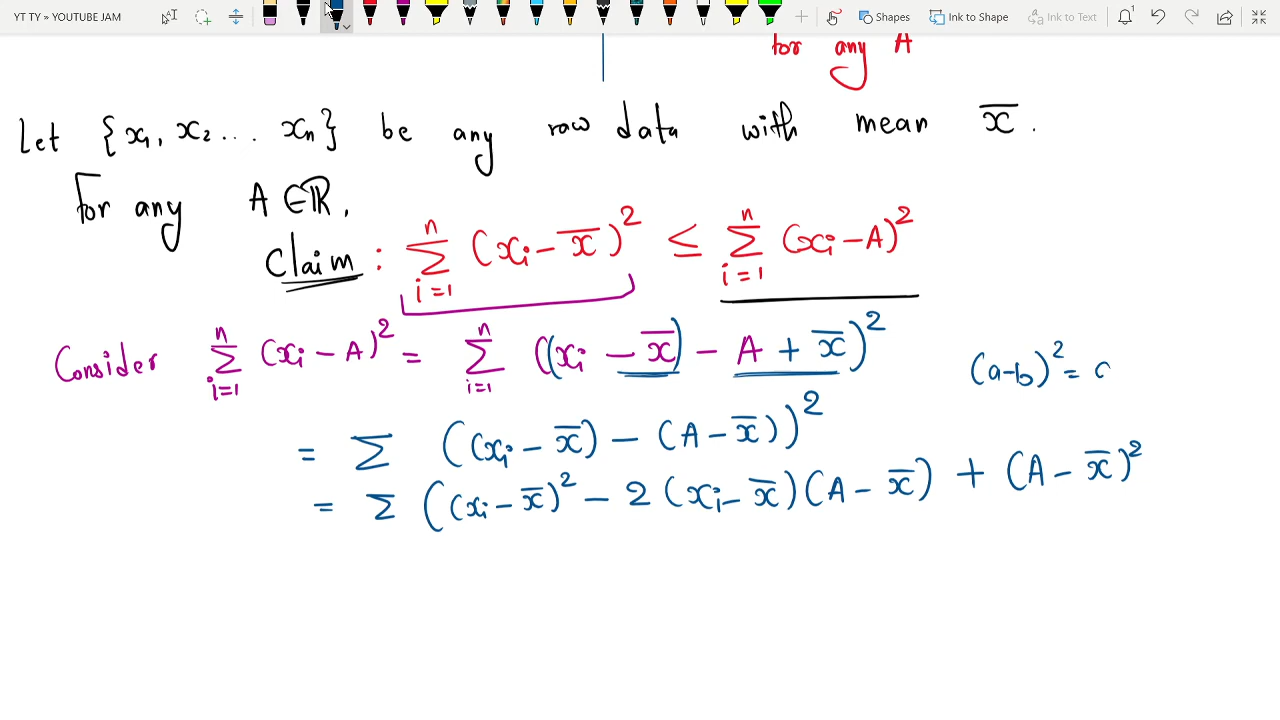 YT TY » YOUTUBE JAM
Shapes
Ink to Shape
Ink to Text
for any A
Let {x₁, x₂ ... xₙ} be any raw data with mean x̅ .
For any A ∈ ℝ,
Claim : ∑ᵢ₌₁ⁿ (xᵢ − x̅)² ≤ ∑ᵢ₌₁ⁿ (xᵢ − A)²
Consider ∑ᵢ₌₁ⁿ (xᵢ − A)² = ∑ᵢ₌₁ⁿ ((xᵢ − x̅) − A + x̅)²
(a-b)² = a
= ∑ ((xᵢ − x̅) − (A − x̅))²
= ∑ ((xᵢ − x̅)² − 2 (xᵢ − x̅)(A − x̅) + (A − x̅)²